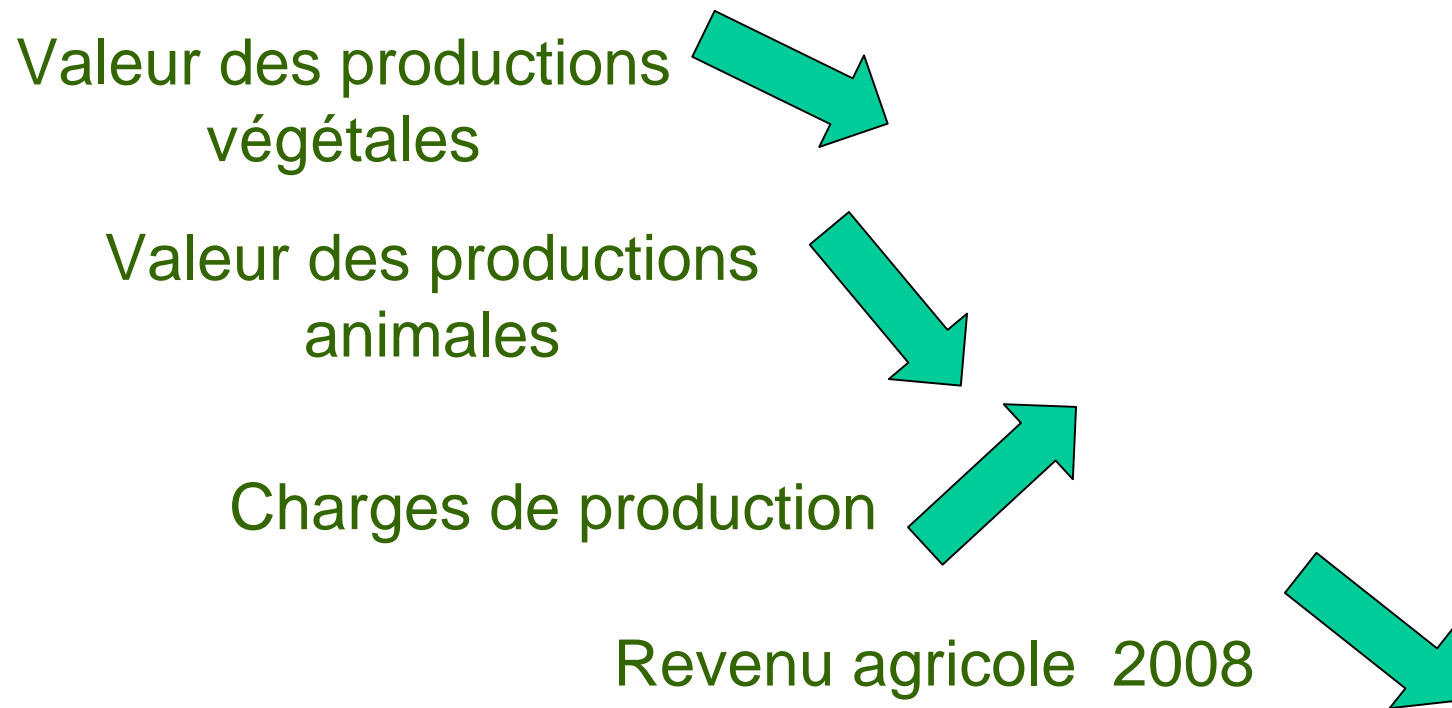 Valeur des productions
végétales
Valeur des productions
animales
Charges de production
Revenu agricole 2008